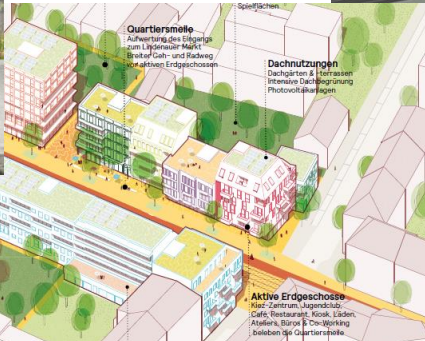 Spielflächen
Quartiersmeile
Aufwertung des Eingangs
zum Lindenauer Markt
Breiter Geh- und Radweg
vor aktiven Erdgeschossen
Dachnutzungen
Dachgärten & -terrassen
Intensive Dachbegrünung
Photovoltaikanlagen
Aktive Erdgeschosse
Kiez-Zentrum, Jugendclub,
Café, Restaurant, Kiosk, Läden,
Ateliers, Büros & Co-Working
beleben die Quartiersmeile